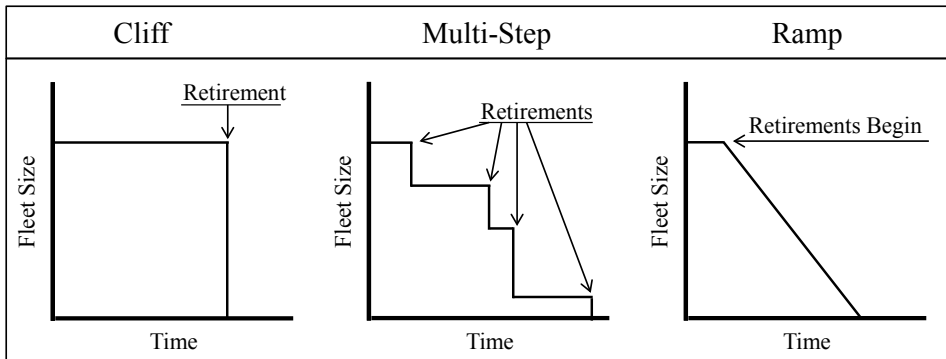 Cliff
Multi-Step
Ramp
Retirement
Fleet Size
Time
Retirements
Fleet Size
Time
Retirements Begin
Fleet Size
Time